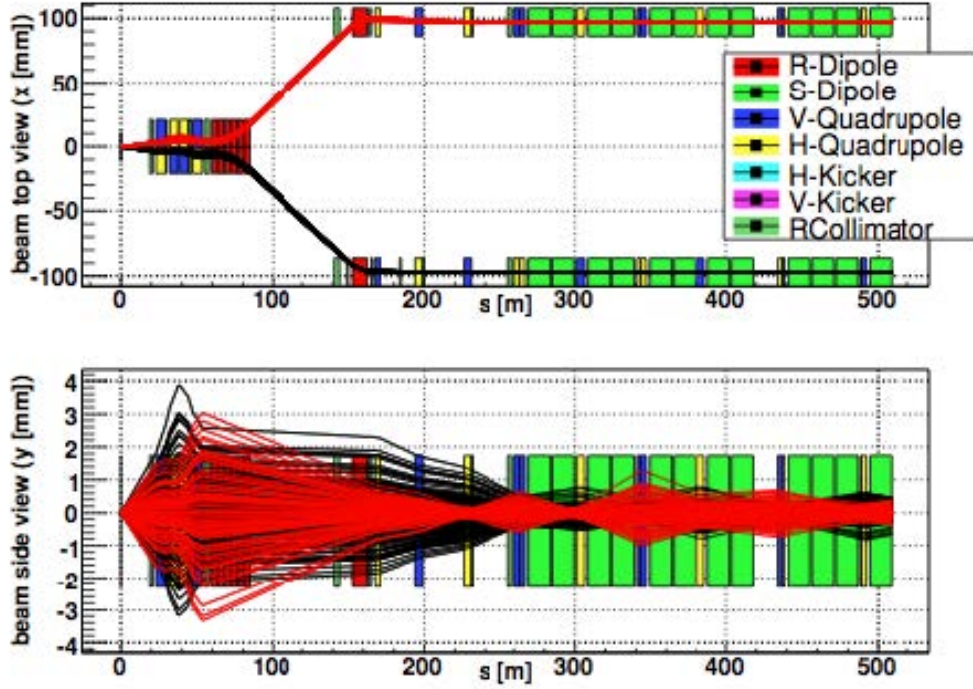 beam top view (x [mm])
100
50
0
-50
-100
0
100
200
300
400
500
s [m]
R-Dipole
S-Dipole
V-Quadrupole
H-Quadrupole
H-Kicker
V-Kicker
RCollimator
beam side view (y [mm])
4
3
2
1
0
-1
-2
-3
-4
0
100
200
300
400
500
s [m]